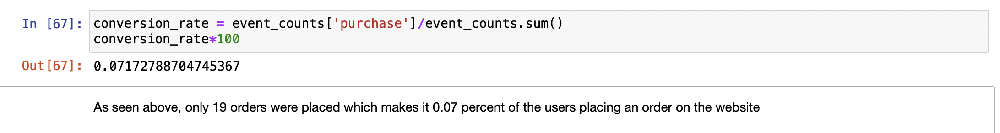 In [67]: conversion_rate = event_counts['purchase']/event_counts.sum()
conversion_rate*100
Out[67]: 0.07172788704745367
As seen above, only 19 orders were placed which makes it 0.07 percent of the users placing an order on the website